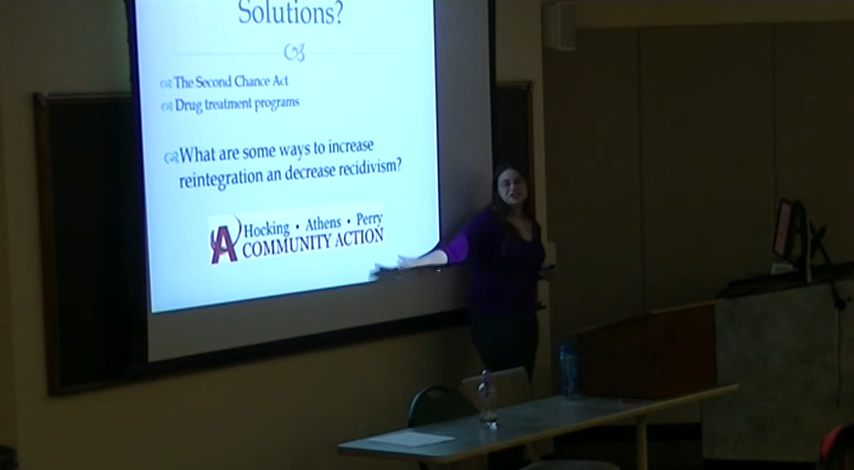 Solutions?
The Second Chance Act
Drug treatment programs
What are some ways to increase
reintegration an decrease recidivism?
Hocking • Athens • Perry
COMMUNITY ACTION